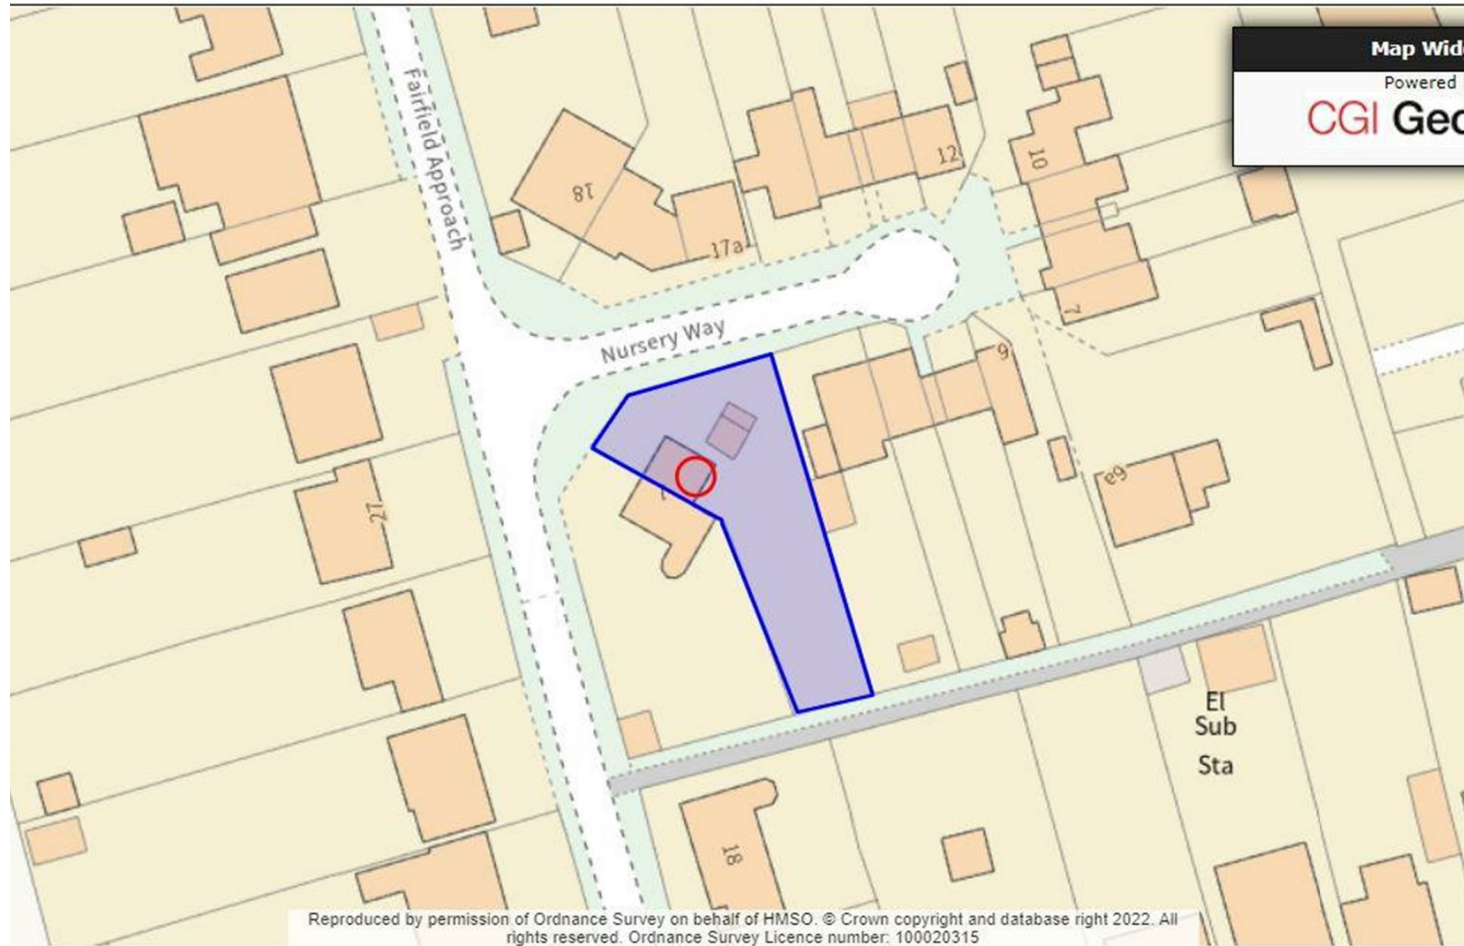 Map Wid
Powered
CGI Geo
Fairfield Approach
18
12
10
17a
Nursery Way
7
9
6a
27
El
Sub
Sta
18
Reproduced by permission of Ordnance Survey on behalf of HMSO. © Crown copyright and database right 2022. All
rights reserved. Ordnance Survey Licence number: 100020315